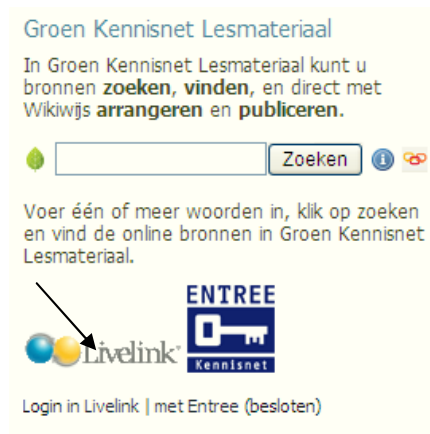 Groen Kennisnet Lesmateriaal
In Groen Kennisnet Lesmateriaal kunt u
bronnen zoeken, vinden, en direct met
Wikiwijs arrangeren en publiceren.
Zoeken
Voer één of meer woorden in, klik op zoeken
en vind de online bronnen in Groen Kennisnet
Lesmateriaal.
ENTREE
Livelink
Kennisnet
Login in Livelink | met Entree (besloten)